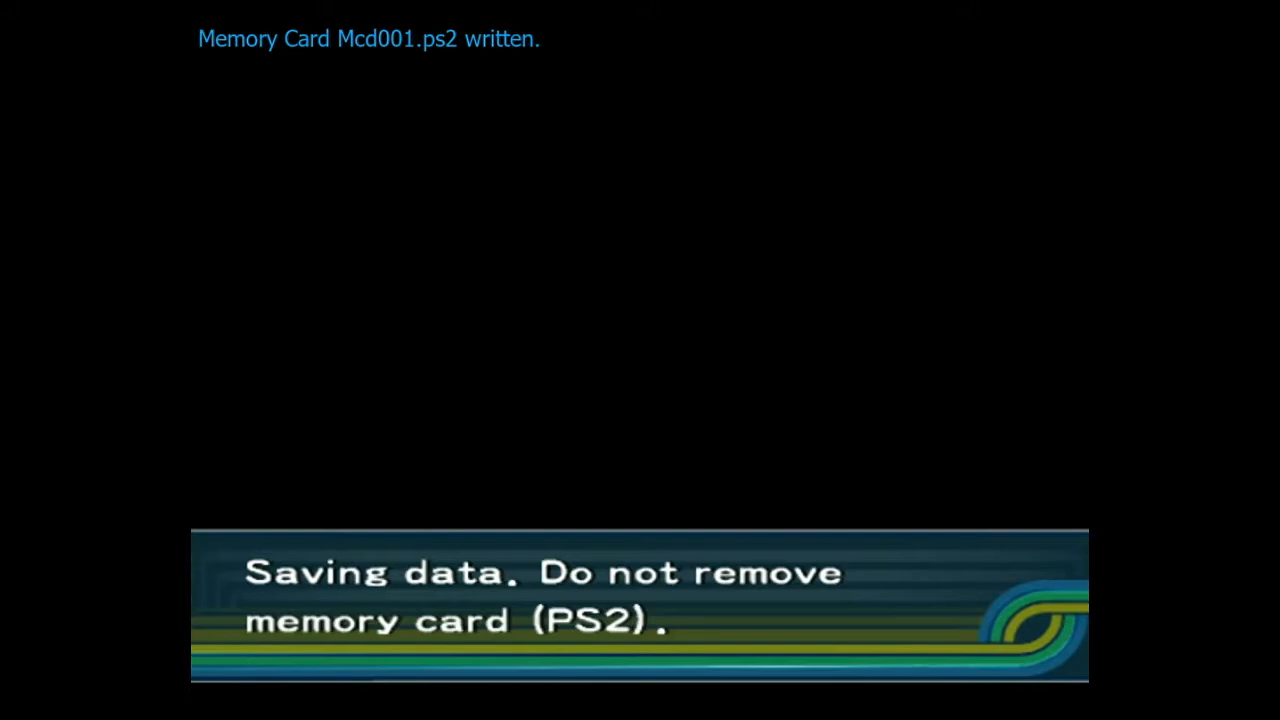 Memory Card Mcd001.ps2 written.
Saving data. Do not remove
memory card (PS2).